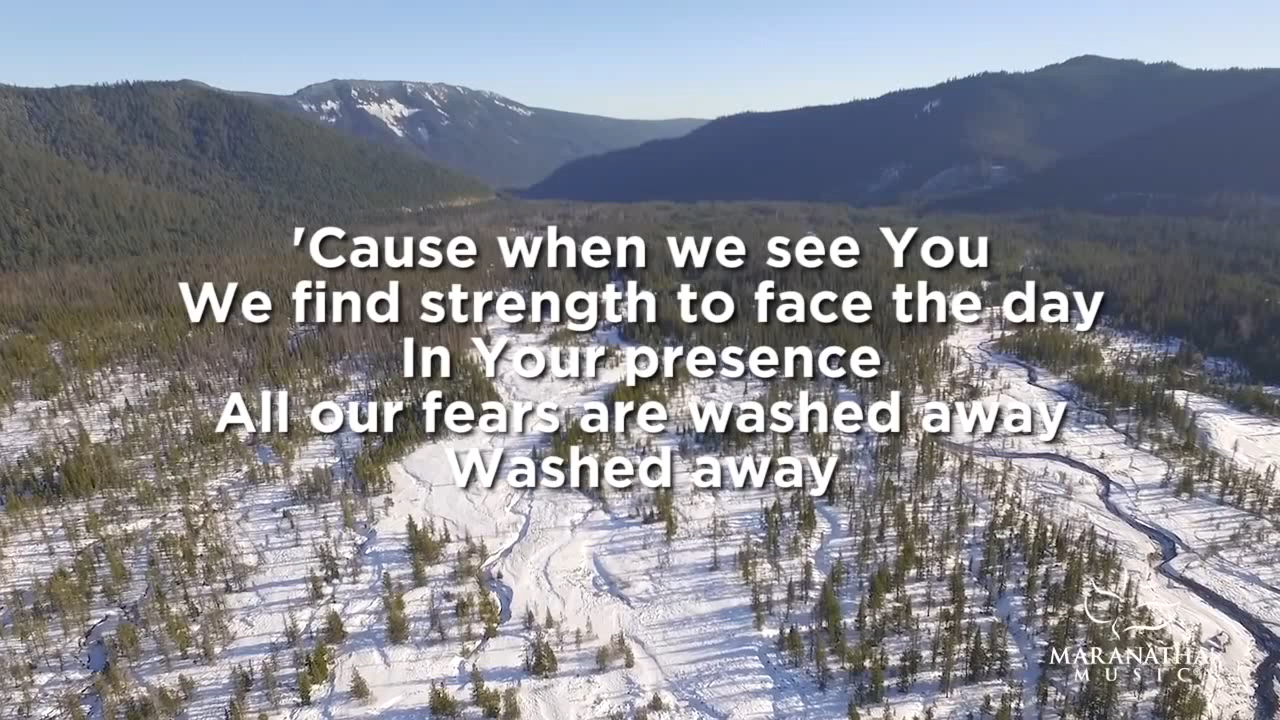 'Cause when we see You
We find strength to face the day
In Your presence
All our fears are washed away
Washed away
MARANATHA!
MUSIC